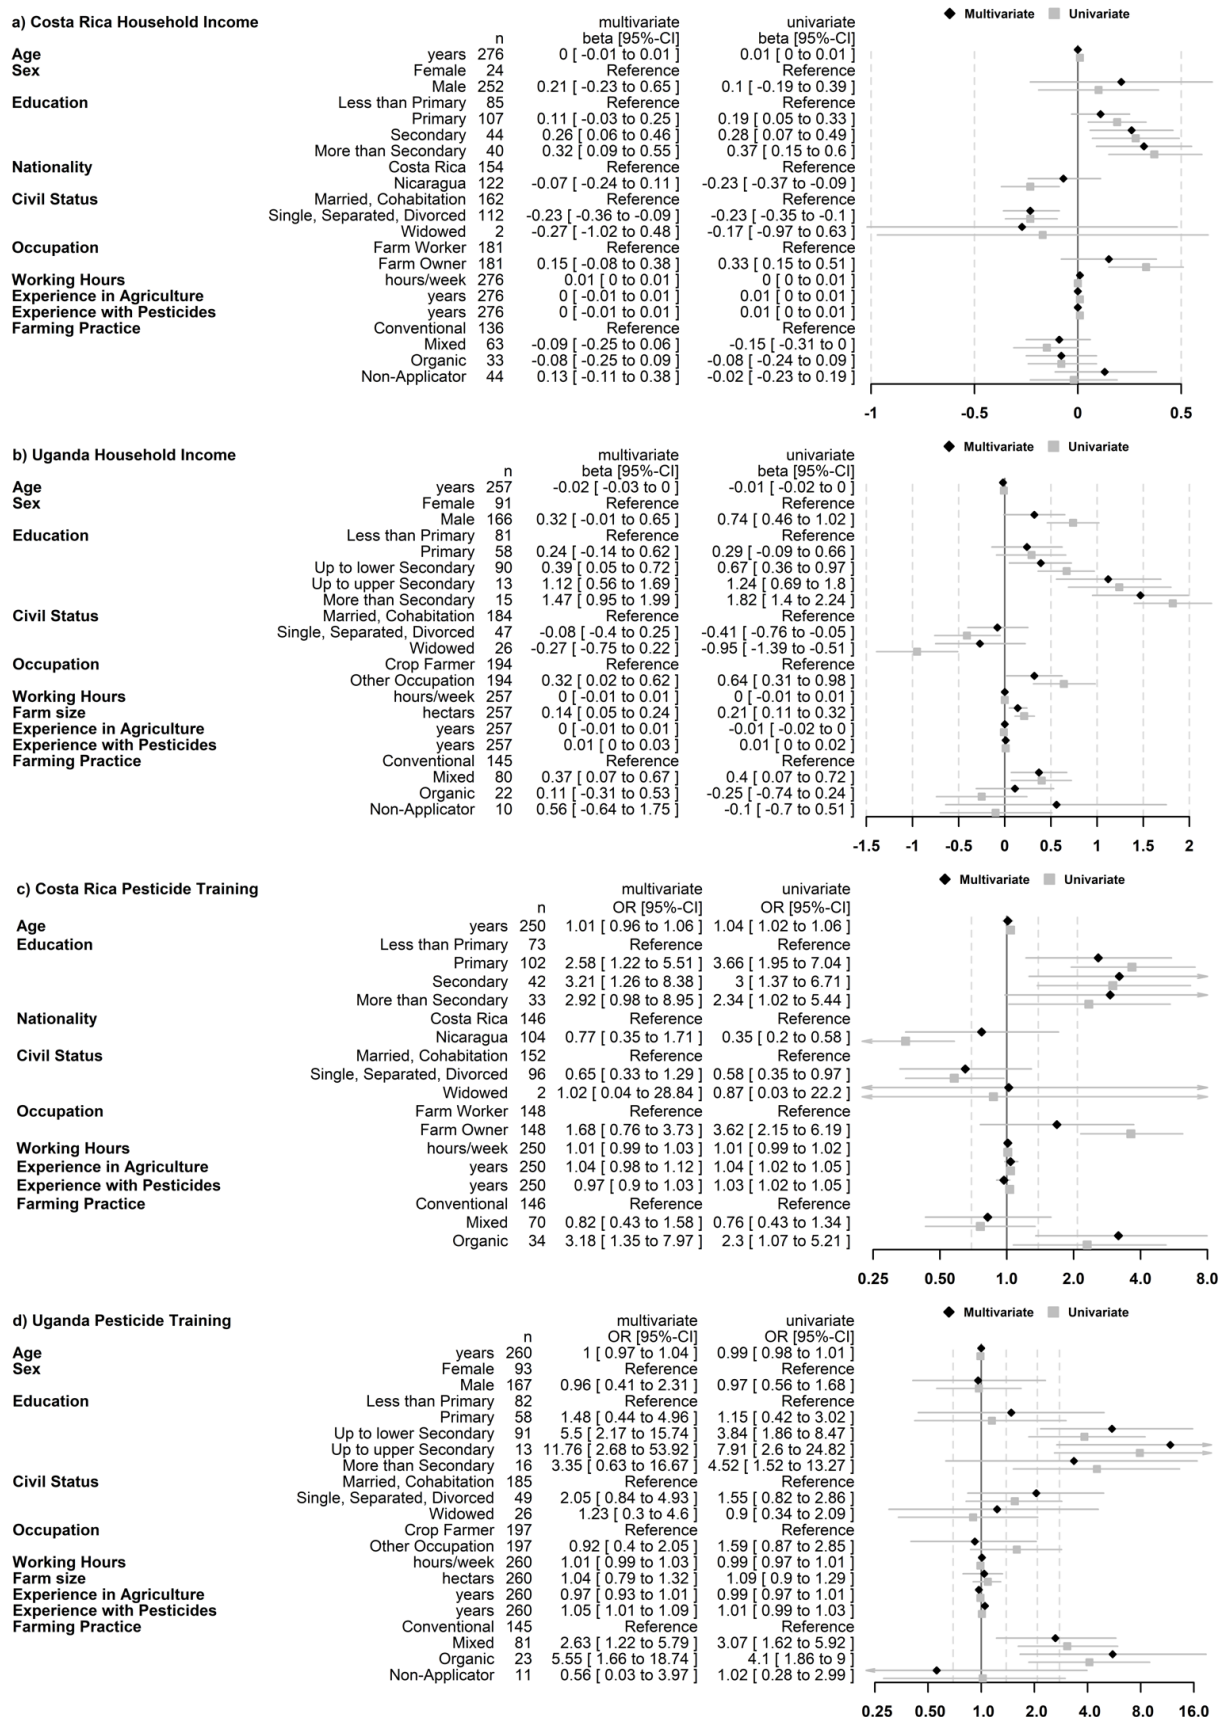 a) Costa Rica Household Income multivariate univariate ◆ Multivariate ■ Univariate
n beta [95%-CI] beta [95%-CI]
Age years 276 0 [ -0.01 to 0.01 ] 0.01 [ 0 to 0.01 ]
Sex Female 24 Reference Reference
Male 252 0.21 [ -0.23 to 0.65 ] 0.1 [ -0.19 to 0.39 ]
Education Less than Primary 85 Reference Reference
Primary 107 0.11 [ -0.03 to 0.25 ] 0.19 [ 0.05 to 0.33 ]
Secondary 44 0.26 [ 0.06 to 0.46 ] 0.28 [ 0.07 to 0.49 ]
More than Secondary 40 0.32 [ 0.09 to 0.55 ] 0.37 [ 0.15 to 0.6 ]
Nationality Costa Rica 154 Reference Reference
Nicaragua 122 -0.07 [ -0.24 to 0.11 ] -0.23 [ -0.37 to -0.09 ]
Civil Status Married, Cohabitation 162 Reference Reference
Single, Separated, Divorced 112 -0.23 [ -0.36 to -0.09 ] -0.23 [ -0.35 to -0.1 ]
Widowed 2 -0.27 [ -1.02 to 0.48 ] -0.17 [ -0.97 to 0.63 ]
Occupation Farm Worker 181 Reference Reference
Farm Owner 181 0.15 [ -0.08 to 0.38 ] 0.33 [ 0.15 to 0.51 ]
Working Hours hours/week 276 0.01 [ 0 to 0.01 ] 0 [ 0 to 0.01 ]
Experience in Agriculture years 276 0 [ -0.01 to 0.01 ] 0.01 [ 0 to 0.01 ]
Experience with Pesticides years 276 0 [ -0.01 to 0.01 ] 0.01 [ 0 to 0.01 ]
Farming Practice Conventional 136 Reference Reference
Mixed 63 -0.09 [ -0.25 to 0.06 ] -0.15 [ -0.31 to 0 ]
Organic 33 -0.08 [ -0.25 to 0.09 ] -0.08 [ -0.24 to 0.09 ]
Non-Applicator 44 0.13 [ -0.11 to 0.38 ] -0.02 [ -0.23 to 0.19 ]
-1 -0.5 0 0.5
b) Uganda Household Income multivariate univariate ◆ Multivariate ■ Univariate
n beta [95%-CI] beta [95%-CI]
Age years 257 -0.02 [ -0.03 to 0 ] -0.01 [ -0.02 to 0 ]
Sex Female 91 Reference Reference
Male 166 0.32 [ -0.01 to 0.65 ] 0.74 [ 0.46 to 1.02 ]
Education Less than Primary 81 Reference Reference
Primary 58 0.24 [ -0.14 to 0.62 ] 0.29 [ -0.09 to 0.66 ]
Up to lower Secondary 90 0.39 [ 0.05 to 0.72 ] 0.67 [ 0.36 to 0.97 ]
Up to upper Secondary 13 1.12 [ 0.56 to 1.69 ] 1.24 [ 0.69 to 1.8 ]
More than Secondary 15 1.47 [ 0.95 to 1.99 ] 1.82 [ 1.4 to 2.24 ]
Civil Status Married, Cohabitation 184 Reference Reference
Single, Separated, Divorced 47 -0.08 [ -0.4 to 0.25 ] -0.41 [ -0.76 to -0.05 ]
Widowed 26 -0.27 [ -0.75 to 0.22 ] -0.95 [ -1.39 to -0.51 ]
Occupation Crop Farmer 194 Reference Reference
Other Occupation 194 0.32 [ 0.02 to 0.62 ] 0.64 [ 0.31 to 0.98 ]
Working Hours hours/week 257 0 [ -0.01 to 0.01 ] 0 [ -0.01 to 0.01 ]
Farm size hectars 257 0.14 [ 0.05 to 0.24 ] 0.21 [ 0.11 to 0.32 ]
Experience in Agriculture years 257 0 [ -0.01 to 0.01 ] -0.01 [ -0.02 to 0 ]
Experience with Pesticides years 257 0.01 [ 0 to 0.03 ] 0.01 [ 0 to 0.02 ]
Farming Practice Conventional 145 Reference Reference
Mixed 80 0.37 [ 0.07 to 0.67 ] 0.4 [ 0.07 to 0.72 ]
Organic 22 0.11 [ -0.31 to 0.53 ] -0.25 [ -0.74 to 0.24 ]
Non-Applicator 10 0.56 [ -0.64 to 1.75 ] -0.1 [ -0.7 to 0.51 ]
-1.5 -1 -0.5 0 0.5 1 1.5 2
c) Costa Rica Pesticide Training multivariate univariate ◆ Multivariate ■ Univariate
n OR [95%-CI] OR [95%-CI]
Age years 250 1.01 [ 0.96 to 1.06 ] 1.04 [ 1.02 to 1.06 ]
Education Less than Primary 73 Reference Reference
Primary 102 2.58 [ 1.22 to 5.51 ] 3.66 [ 1.95 to 7.04 ]
Secondary 42 3.21 [ 1.26 to 8.38 ] 3 [ 1.37 to 6.71 ]
More than Secondary 33 2.92 [ 0.98 to 8.95 ] 2.34 [ 1.02 to 5.44 ]
Nationality Costa Rica 146 Reference Reference
Nicaragua 104 0.77 [ 0.35 to 1.71 ] 0.35 [ 0.2 to 0.58 ]
Civil Status Married, Cohabitation 152 Reference Reference
Single, Separated, Divorced 96 0.65 [ 0.33 to 1.29 ] 0.58 [ 0.35 to 0.97 ]
Widowed 2 1.02 [ 0.04 to 28.84 ] 0.87 [ 0.03 to 22.2 ]
Occupation Farm Worker 148 Reference Reference
Farm Owner 148 1.68 [ 0.76 to 3.73 ] 3.62 [ 2.15 to 6.19 ]
Working Hours hours/week 250 1.01 [ 0.99 to 1.03 ] 1.01 [ 0.99 to 1.02 ]
Experience in Agriculture years 250 1.04 [ 0.98 to 1.12 ] 1.04 [ 1.02 to 1.05 ]
Experience with Pesticides years 250 0.97 [ 0.9 to 1.03 ] 1.03 [ 1.02 to 1.05 ]
Farming Practice Conventional 146 Reference Reference
Mixed 70 0.82 [ 0.43 to 1.58 ] 0.76 [ 0.43 to 1.34 ]
Organic 34 3.18 [ 1.35 to 7.97 ] 2.3 [ 1.07 to 5.21 ]
0.25 0.50 1.0 2.0 4.0 8.0
d) Uganda Pesticide Training multivariate univariate ◆ Multivariate ■ Univariate
n OR [95%-CI] OR [95%-CI]
Age years 260 1 [ 0.97 to 1.04 ] 0.99 [ 0.98 to 1.01 ]
Sex Female 93 Reference Reference
Male 167 0.96 [ 0.41 to 2.31 ] 0.97 [ 0.56 to 1.68 ]
Education Less than Primary 82 Reference Reference
Primary 58 1.48 [ 0.44 to 4.96 ] 1.15 [ 0.42 to 3.02 ]
Up to lower Secondary 91 5.5 [ 2.17 to 15.74 ] 3.84 [ 1.86 to 8.47 ]
Up to upper Secondary 13 11.76 [ 2.68 to 53.92 ] 7.91 [ 2.6 to 24.82 ]
More than Secondary 16 3.35 [ 0.63 to 16.67 ] 4.52 [ 1.52 to 13.27 ]
Civil Status Married, Cohabitation 185 Reference Reference
Single, Separated, Divorced 49 2.05 [ 0.84 to 4.93 ] 1.55 [ 0.82 to 2.86 ]
Widowed 26 1.23 [ 0.3 to 4.6 ] 0.9 [ 0.34 to 2.09 ]
Occupation Crop Farmer 197 Reference Reference
Other Occupation 197 0.92 [ 0.4 to 2.05 ] 1.59 [ 0.87 to 2.85 ]
Working Hours hours/week 260 1.01 [ 0.99 to 1.03 ] 0.99 [ 0.97 to 1.01 ]
Farm size hectars 260 1.04 [ 0.79 to 1.32 ] 1.09 [ 0.9 to 1.29 ]
Experience in Agriculture years 260 0.97 [ 0.93 to 1.01 ] 0.99 [ 0.97 to 1.01 ]
Experience with Pesticides years 260 1.05 [ 1.01 to 1.09 ] 1.01 [ 0.99 to 1.03 ]
Farming Practice Conventional 145 Reference Reference
Mixed 81 2.63 [ 1.22 to 5.79 ] 3.07 [ 1.62 to 5.92 ]
Organic 23 5.55 [ 1.66 to 18.74 ] 4.1 [ 1.86 to 9 ]
Non-Applicator 11 0.56 [ 0.03 to 3.97 ] 1.02 [ 0.28 to 2.99 ]
0.25 0.50 1.0 2.0 4.0 8.0 16.0